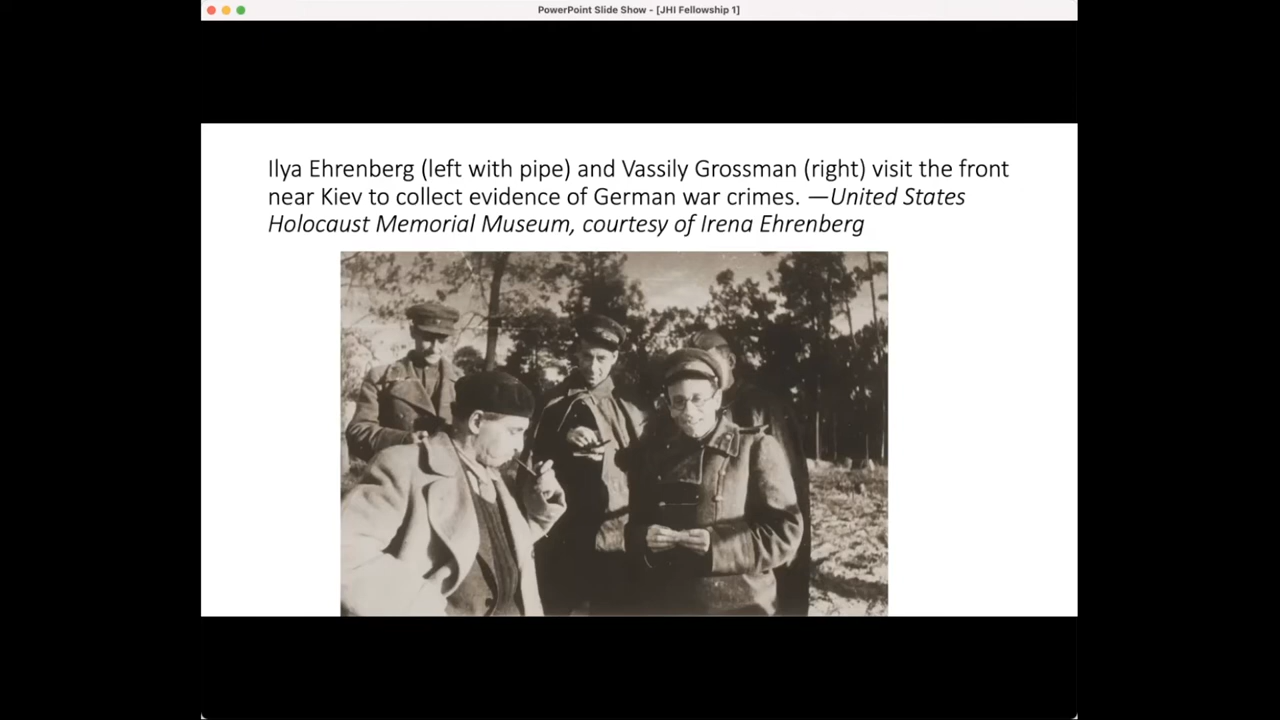 PowerPoint Slide Show - [JHI Fellowship 1]
Ilya Ehrenberg (left with pipe) and Vassily Grossman (right) visit the front
near Kiev to collect evidence of German war crimes. —United States
Holocaust Memorial Museum, courtesy of Irena Ehrenberg